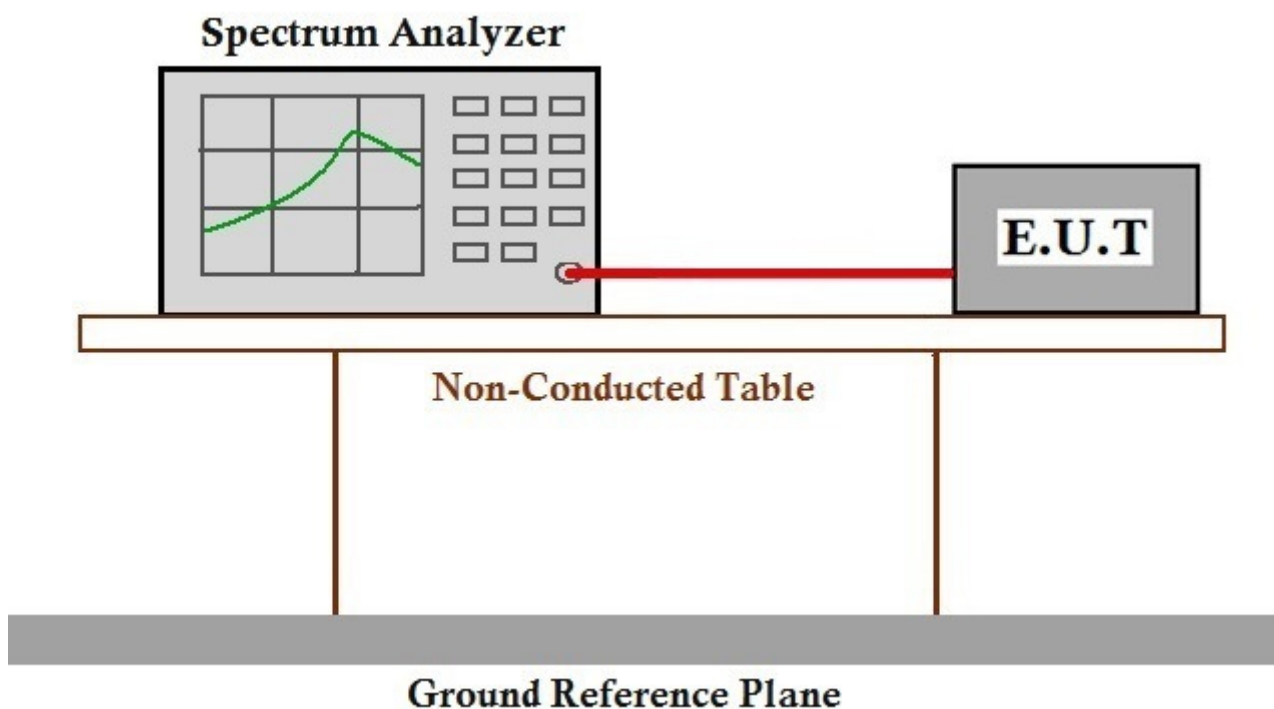 Spectrum Analyzer
E.U.T
Non-Conducted Table
Ground Reference Plane